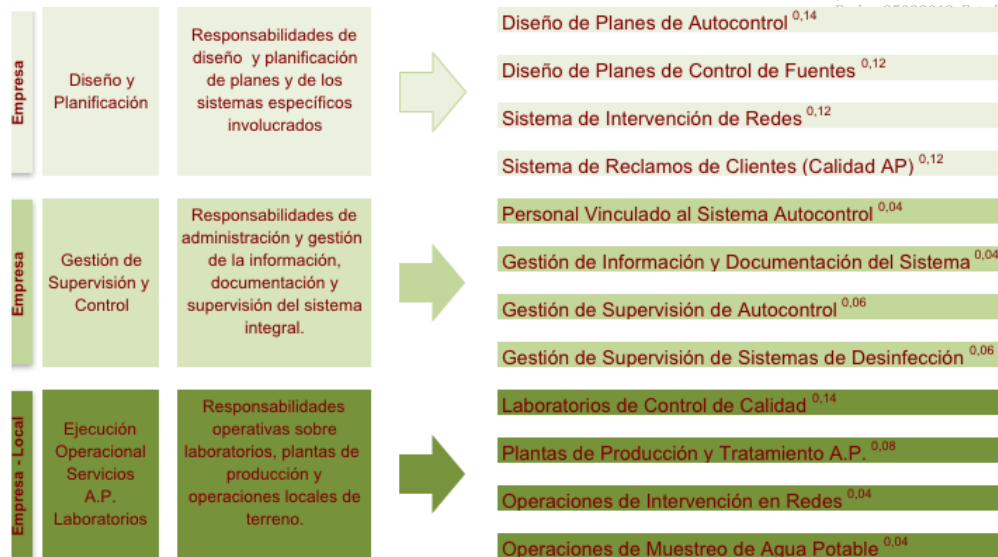 Empresa
Diseño y
Planificación
Responsabilidades de
diseño y planificación
de planes y de los
sistemas específicos
involucrados
Diseño de Planes de Autocontrol 0,14
Diseño de Planes de Control de Fuentes 0,12
Sistema de Intervención de Redes 0,12
Sistema de Reclamos de Clientes (Calidad AP) 0,12
Empresa
Gestión de
Supervisión y
Control
Responsabilidades de
administración y gestión
de la información,
documentación y
supervisión del sistema
integral.
Personal Vinculado al Sistema Autocontrol 0,04
Gestión de Información y Documentación del Sistema 0,04
Gestión de Supervisión de Autocontrol 0,06
Gestión de Supervisión de Sistemas de Desinfección 0,06
Empresa - Local
Ejecución
Operacional
Servicios
A.P.
Laboratorios
Responsabilidades
operativas sobre
laboratorios, plantas de
producción y
operaciones locales de
terreno.
Laboratorios de Control de Calidad 0,14
Plantas de Producción y Tratamiento A.P. 0,08
Operaciones de Intervención en Redes 0,04
Operaciones de Muestreo de Agua Potable 0,04